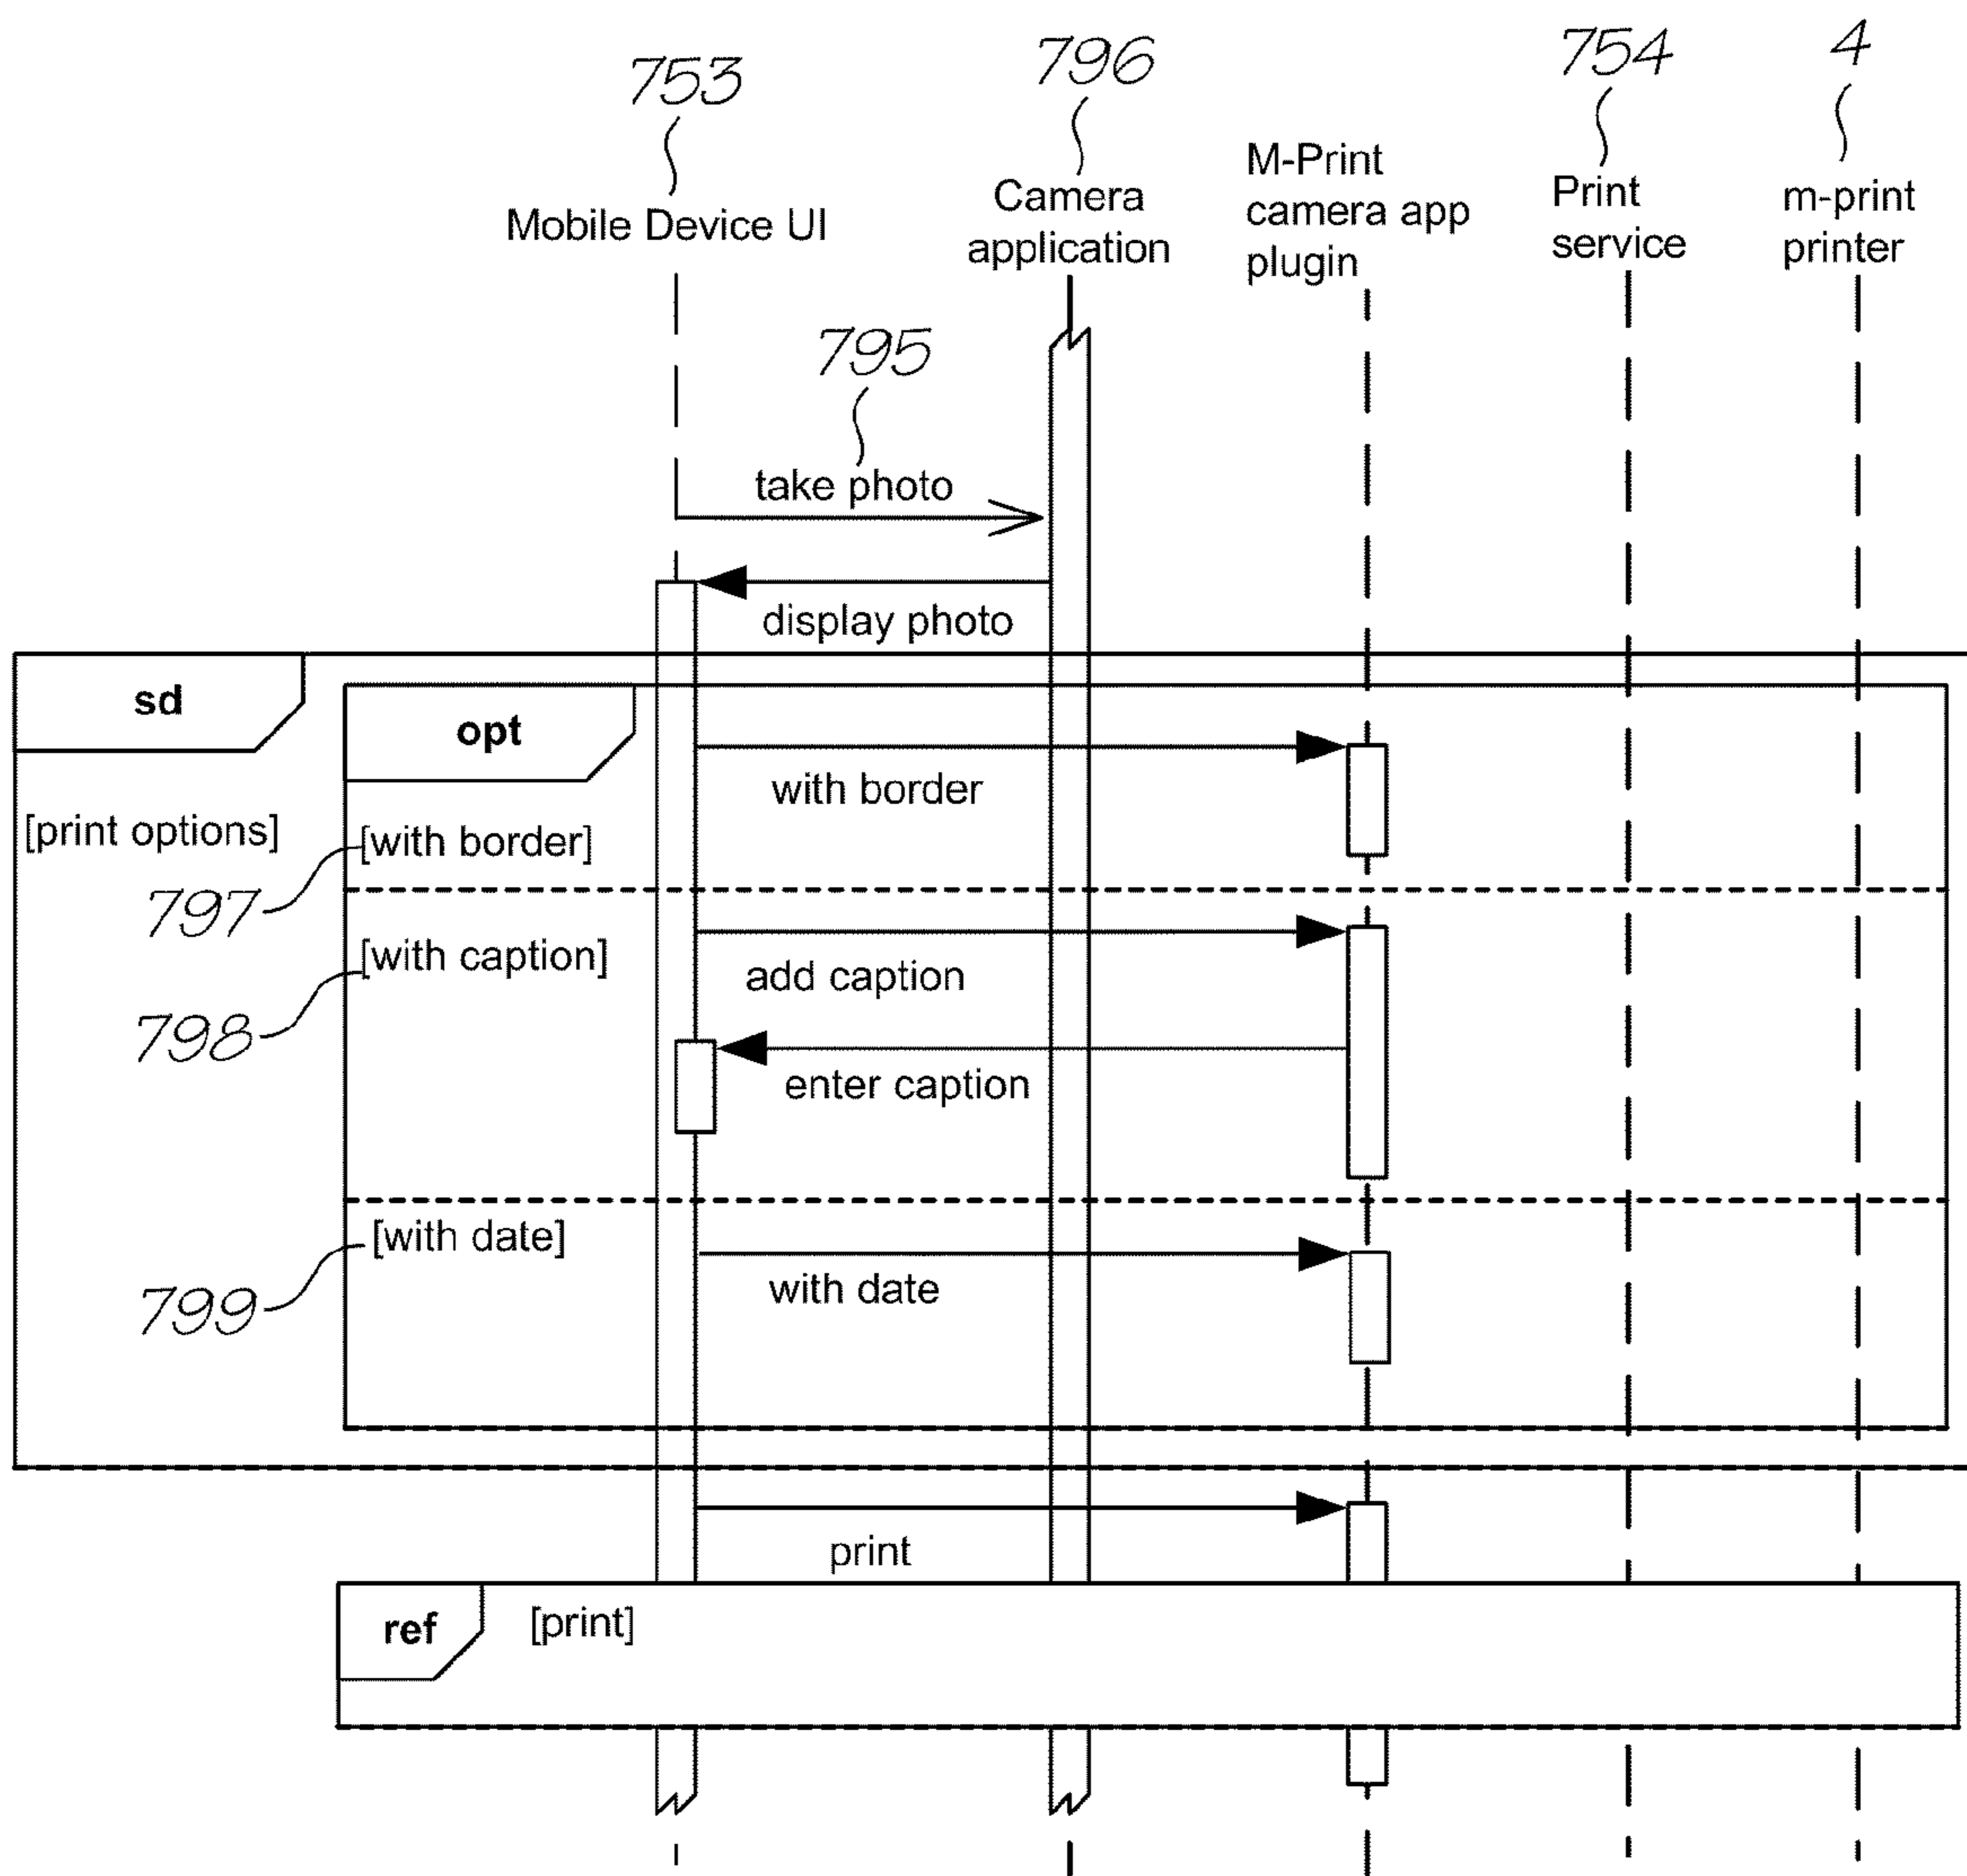 753
796
754
4
Mobile Device UI
Camera
application
M-Print
camera app
plugin
Print
service
m-print
printer
795
take photo
display photo
sd
opt
with border
[print options]
[with border]
797
[with caption]
add caption
798
enter caption
[with date]
with date
799
print
ref
[print]